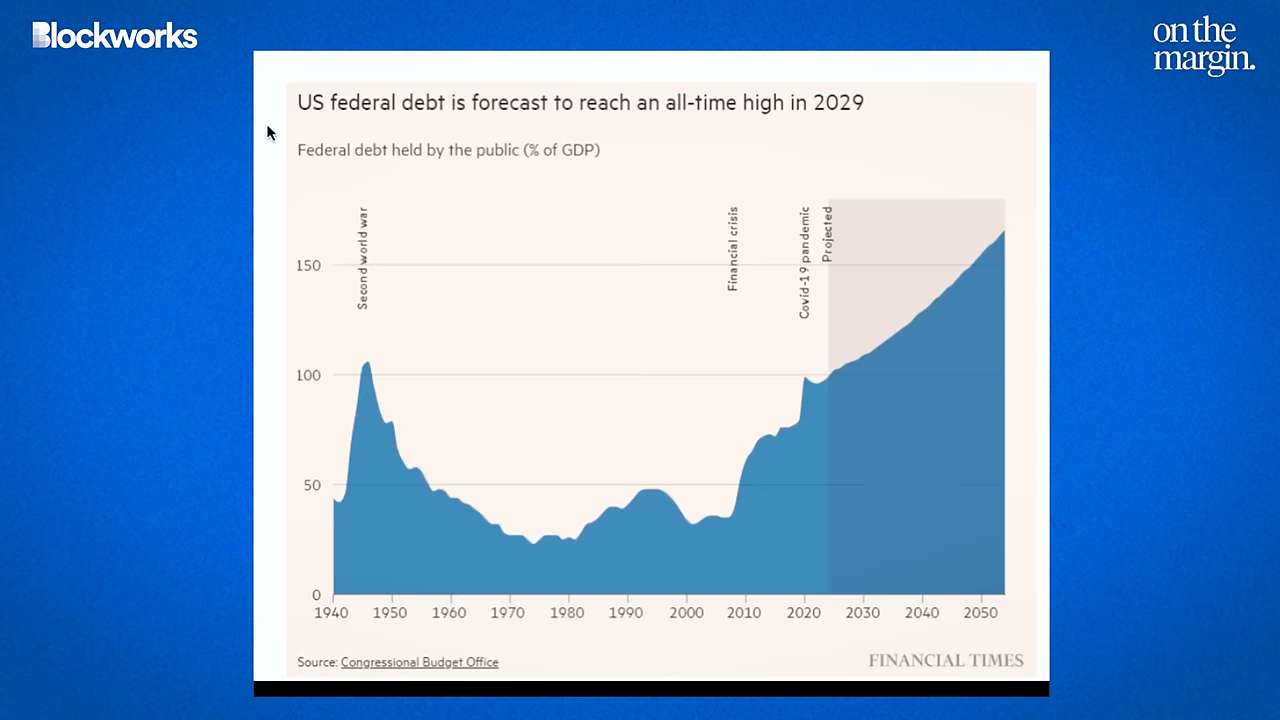 Blockworks
on the
margin.
US federal debt is forecast to reach an all-time high in 2029
Federal debt held by the public (% of GDP)
Second world war
Financial crisis
Covid-19 pandemic
Projected
150
100
50
0
1940 1950 1960 1970 1980 1990 2000 2010 2020 2030 2040 2050
Source: Congressional Budget Office
FINANCIAL TIMES